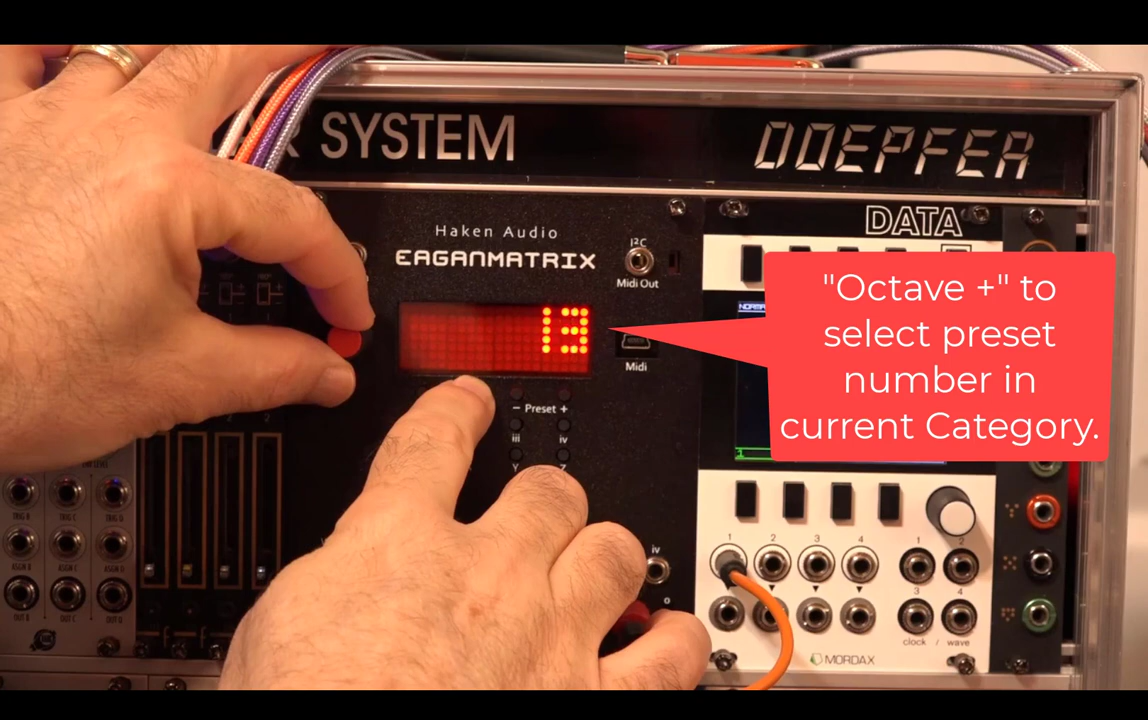 R SYSTEM
DOEPFER
Haken Audio
EAGANMATRIX
I²C
Midi Out
DATA
13
Midi
"Octave +" to
select preset
number in
current Category.
− Preset +
iii iv
Y Z
TRIG B TRIG C TRIG D
ASGN B ASGN C ASGN D
OUT B OUT C OUT D
iv
1 2 3 4
1 2
3 4
clock / wave
MORDAX